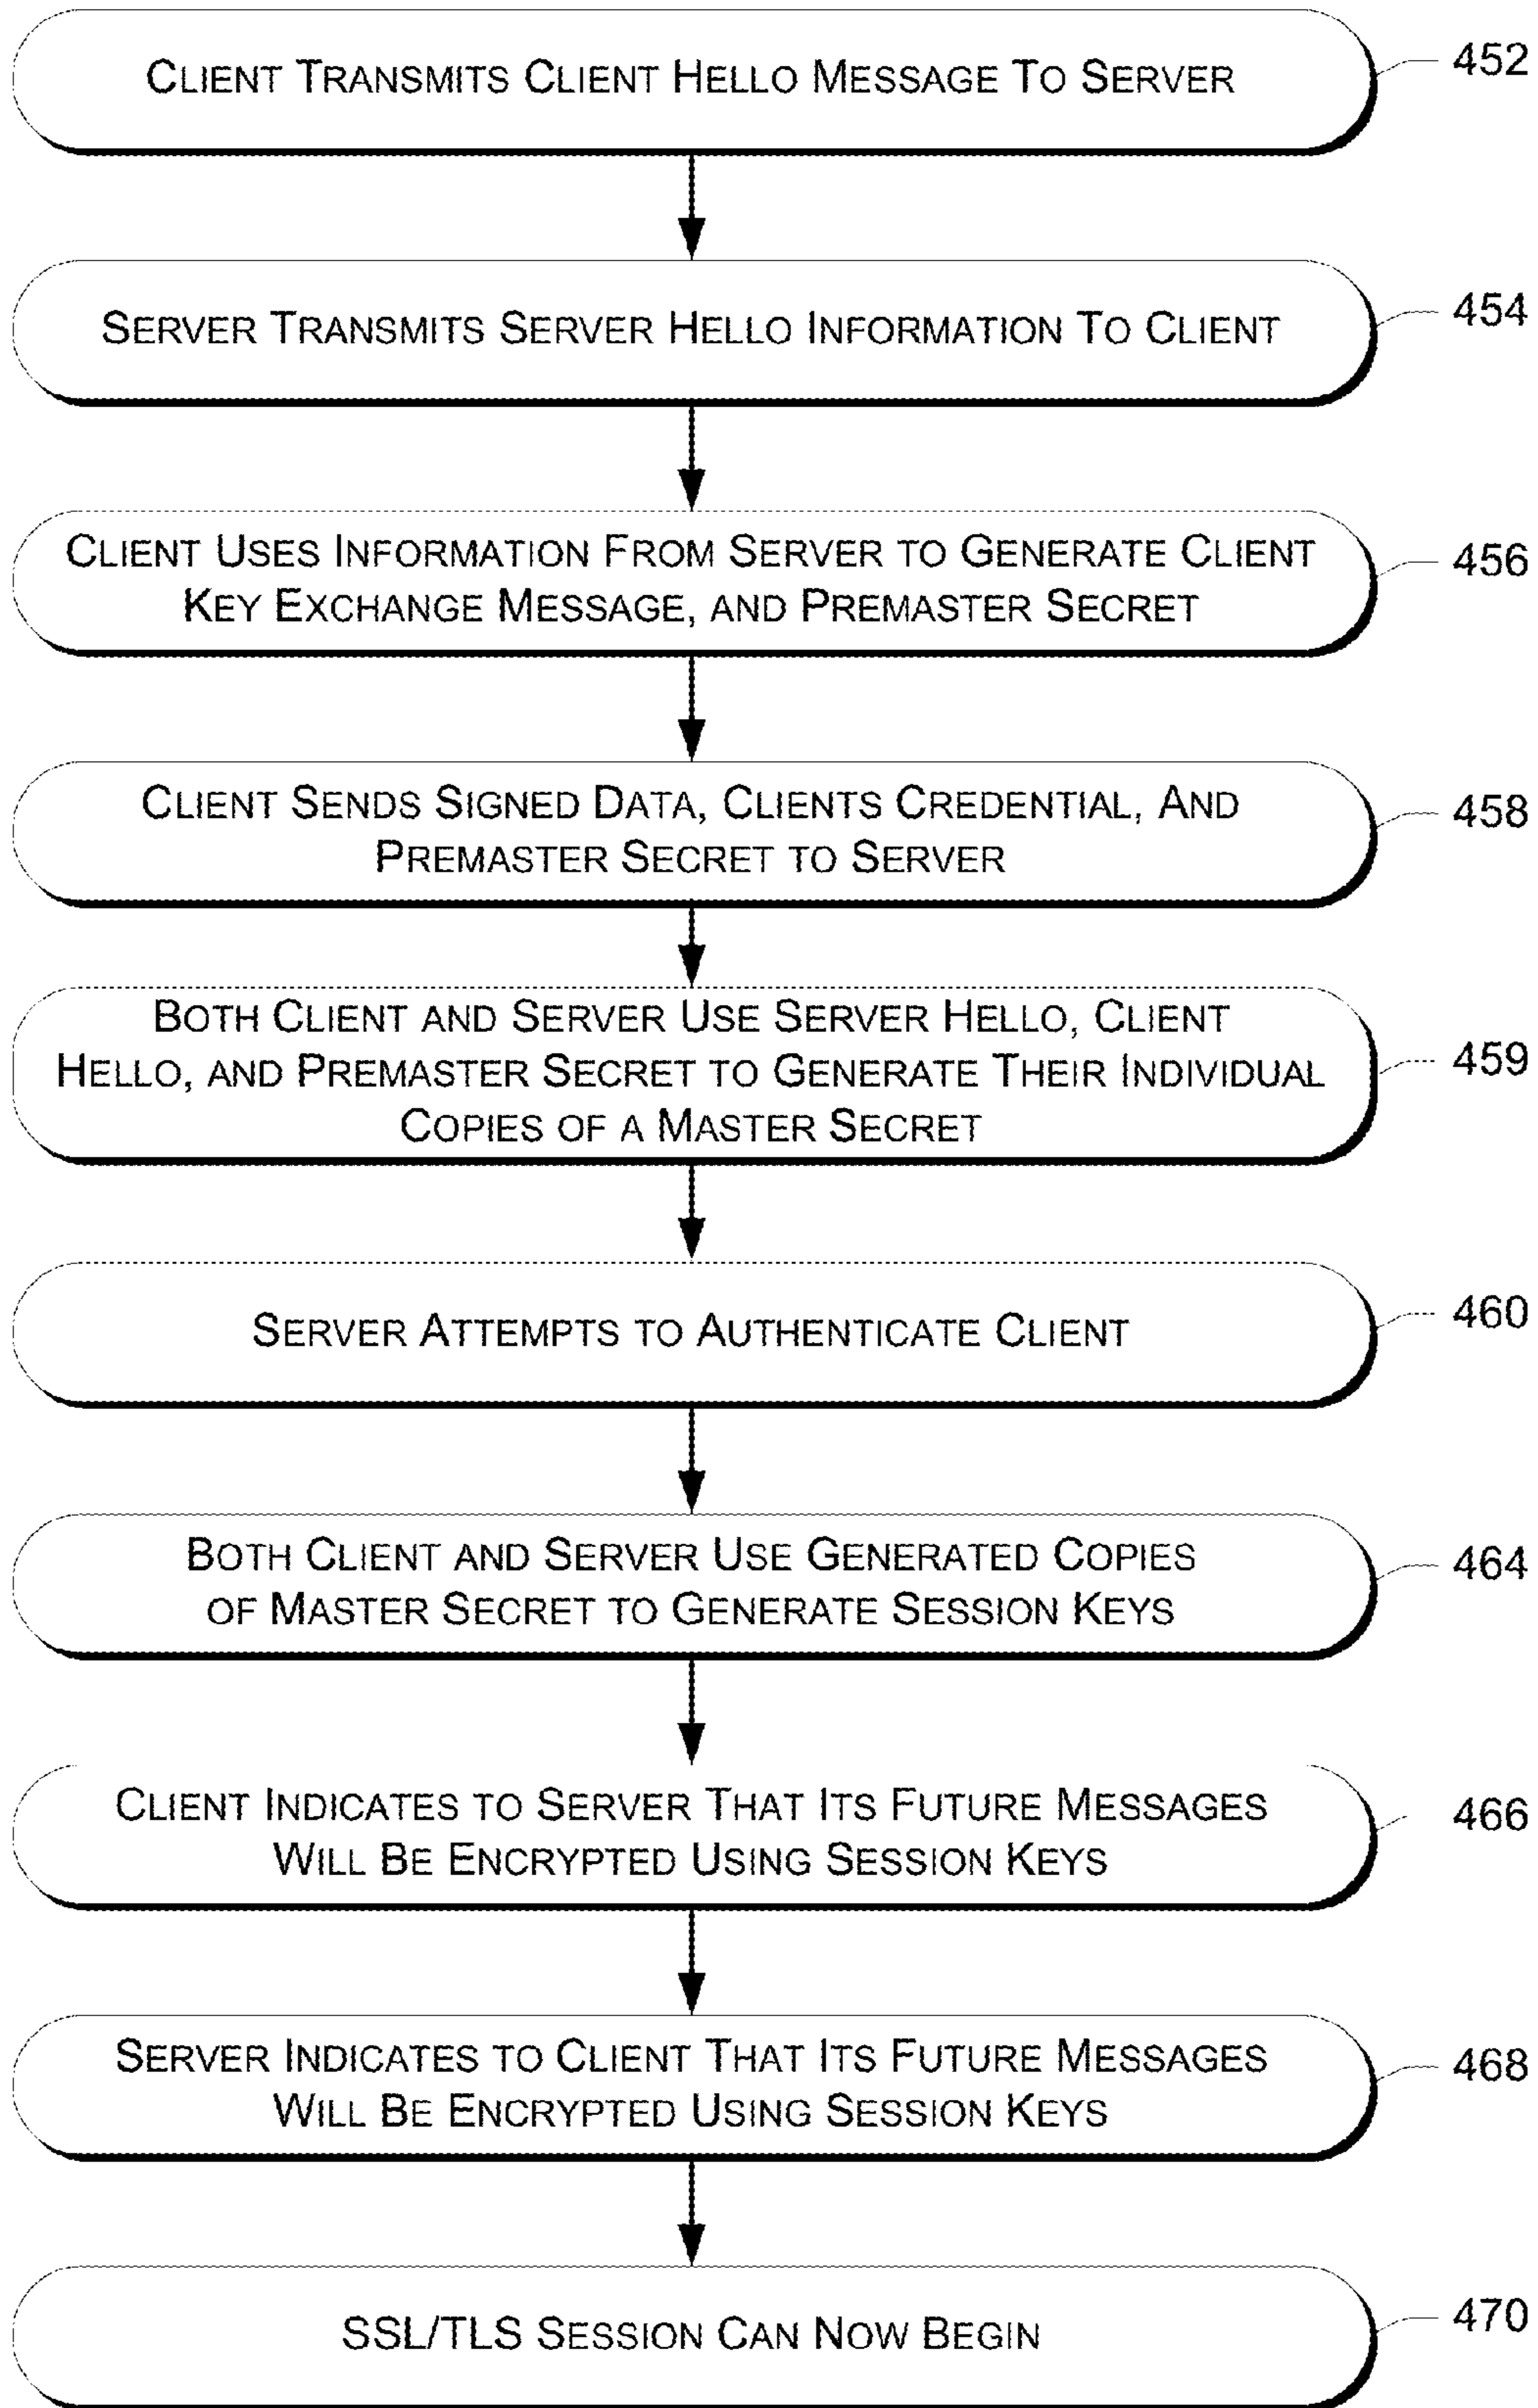 CLIENT TRANSMITS CLIENT HELLO MESSAGE TO SERVER
452
SERVER TRANSMITS SERVER HELLO INFORMATION TO CLIENT
454
CLIENT USES INFORMATION FROM SERVER TO GENERATE CLIENT
KEY EXCHANGE MESSAGE, AND PREMASTER SECRET
456
CLIENT SENDS SIGNED DATA, CLIENTS CREDENTIAL, AND
PREMASTER SECRET TO SERVER
458
BOTH CLIENT AND SERVER USE SERVER HELLO, CLIENT
HELLO, AND PREMASTER SECRET TO GENERATE THEIR INDIVIDUAL
COPIES OF A MASTER SECRET
459
SERVER ATTEMPTS TO AUTHENTICATE CLIENT
460
BOTH CLIENT AND SERVER USE GENERATED COPIES
OF MASTER SECRET TO GENERATE SESSION KEYS
464
CLIENT INDICATES TO SERVER THAT ITS FUTURE MESSAGES
WILL BE ENCRYPTED USING SESSION KEYS
466
SERVER INDICATES TO CLIENT THAT ITS FUTURE MESSAGES
WILL BE ENCRYPTED USING SESSION KEYS
468
SSL/TLS SESSION CAN NOW BEGIN
470